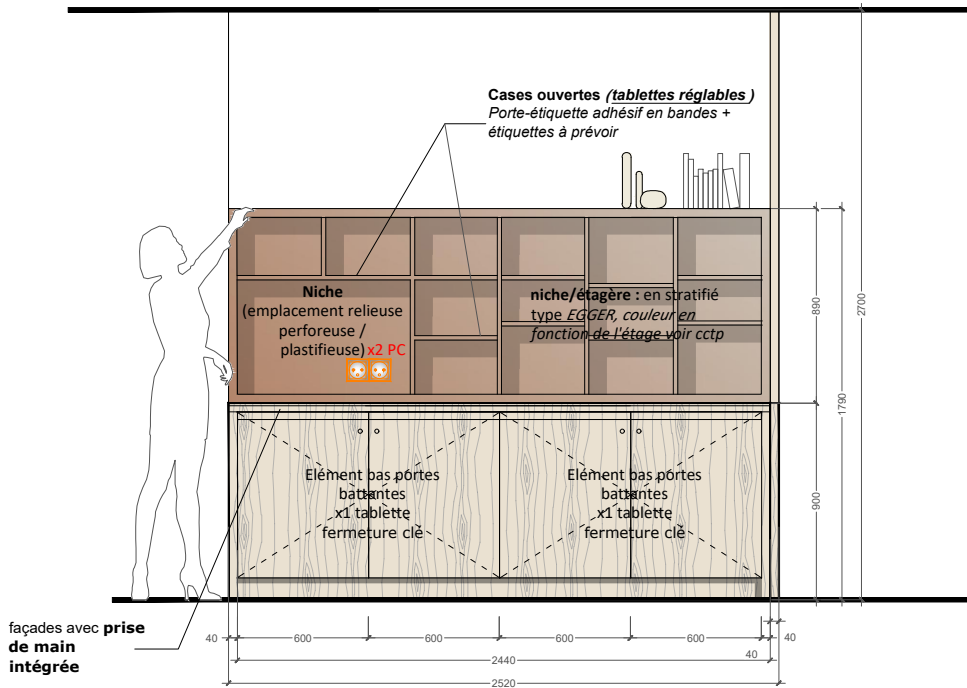 Cases ouvertes (tablettes réglables )
Porte-étiquette adhésif en bandes +
étiquettes à prévoir
Niche
(emplacement relieuse
perforeuse /
plastifieuse) x2 PC
niche/étagère : en stratifié
type EGGER, couleur en
fonction de l'étage voir cctp
890
2700
1790
900
Elément bas portes
battantes
x1 tablette
fermeture clé
Elément bas portes
battantes
x1 tablette
fermeture clé
façades avec prise
de main
intégrée
40
600
600
600
600
40
40
2440
2520